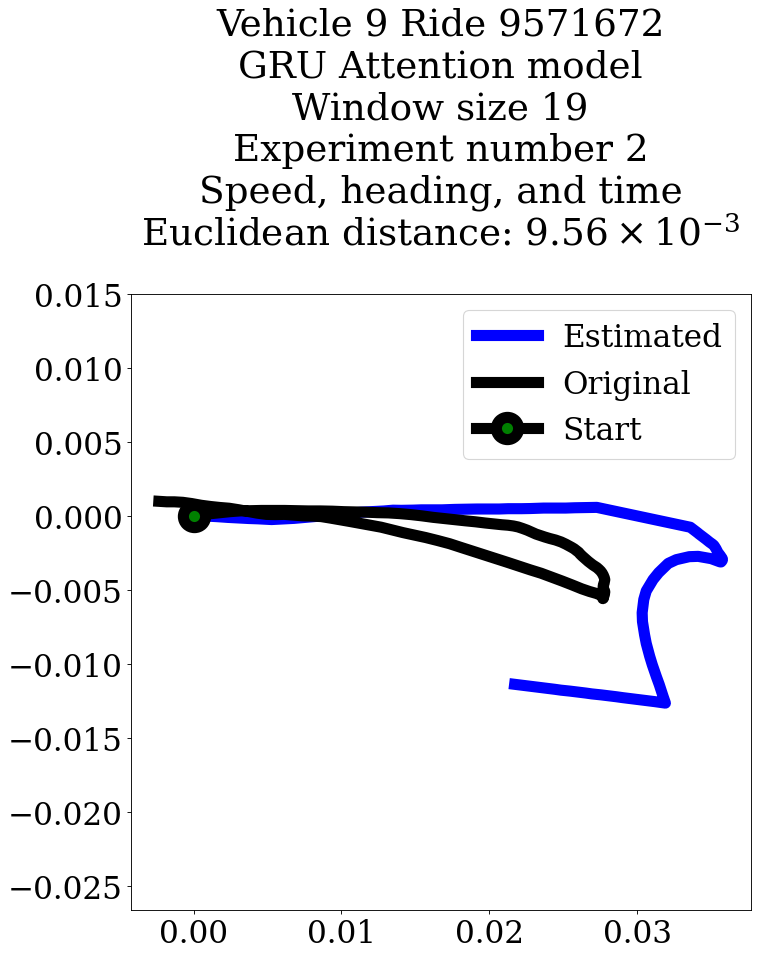 Vehicle 9 Ride 9571672
GRU Attention model
Window size 19
Experiment number 2
Speed, heading, and time
Euclidean distance: 9.56 × 10⁻³
0.015
Estimated
0.010
Original
0.005
Start
0.000
−0.005
−0.010
−0.015
−0.020
−0.025
0.00 0.01 0.02 0.03